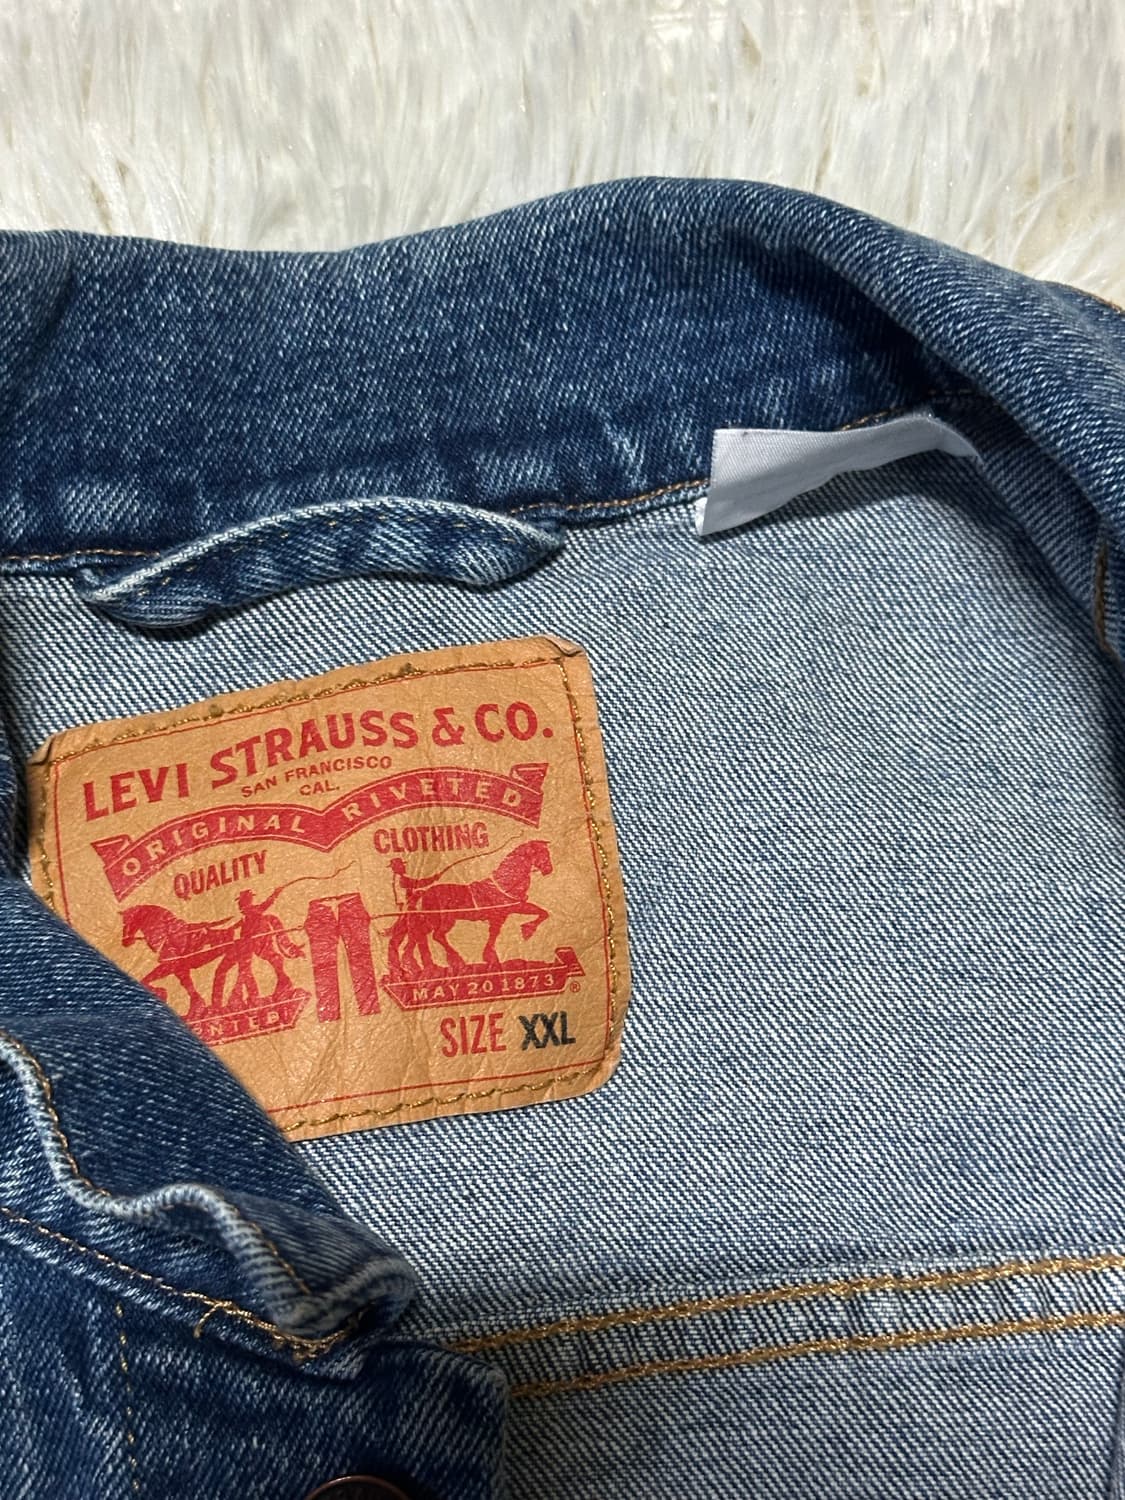 LEVI STRAUSS & CO.
SAN FRANCISCO
CAL.
ORIGINAL RIVETED
QUALITY CLOTHING
MAY 20 1873 ®
SIZE XXL